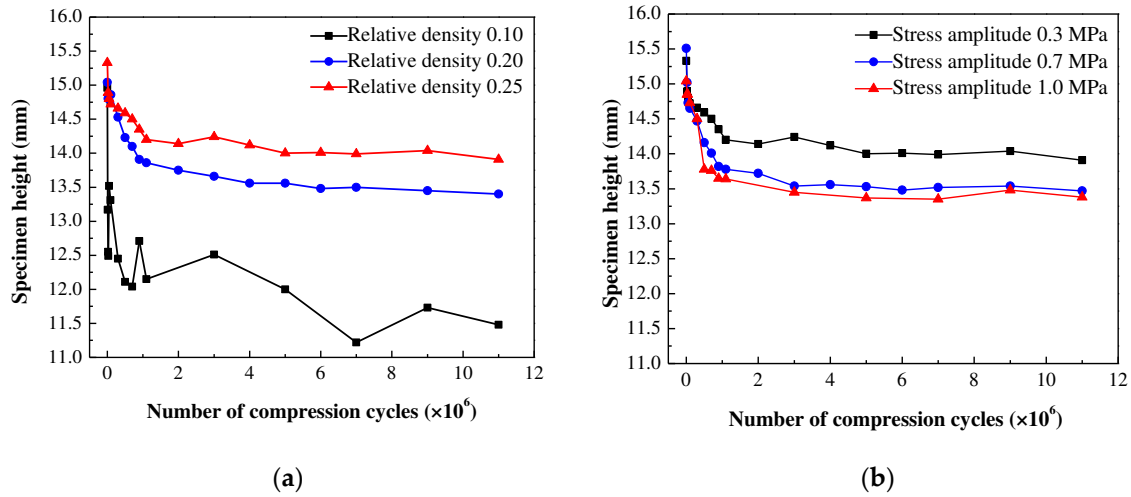 16.0
15.5
15.0
14.5
14.0
13.5
13.0
12.5
12.0
11.5
11.0
Specimen height (mm)
Relative density 0.10
Relative density 0.20
Relative density 0.25
0 2 4 6 8 10 12
Number of compression cycles (×10⁶)
(a)
16.0
15.5
15.0
14.5
14.0
13.5
13.0
12.5
12.0
11.5
11.0
Specimen height (mm)
Stress amplitude 0.3 MPa
Stress amplitude 0.7 MPa
Stress amplitude 1.0 MPa
0 2 4 6 8 10 12
Number of compression cycles (×10⁶)
(b)